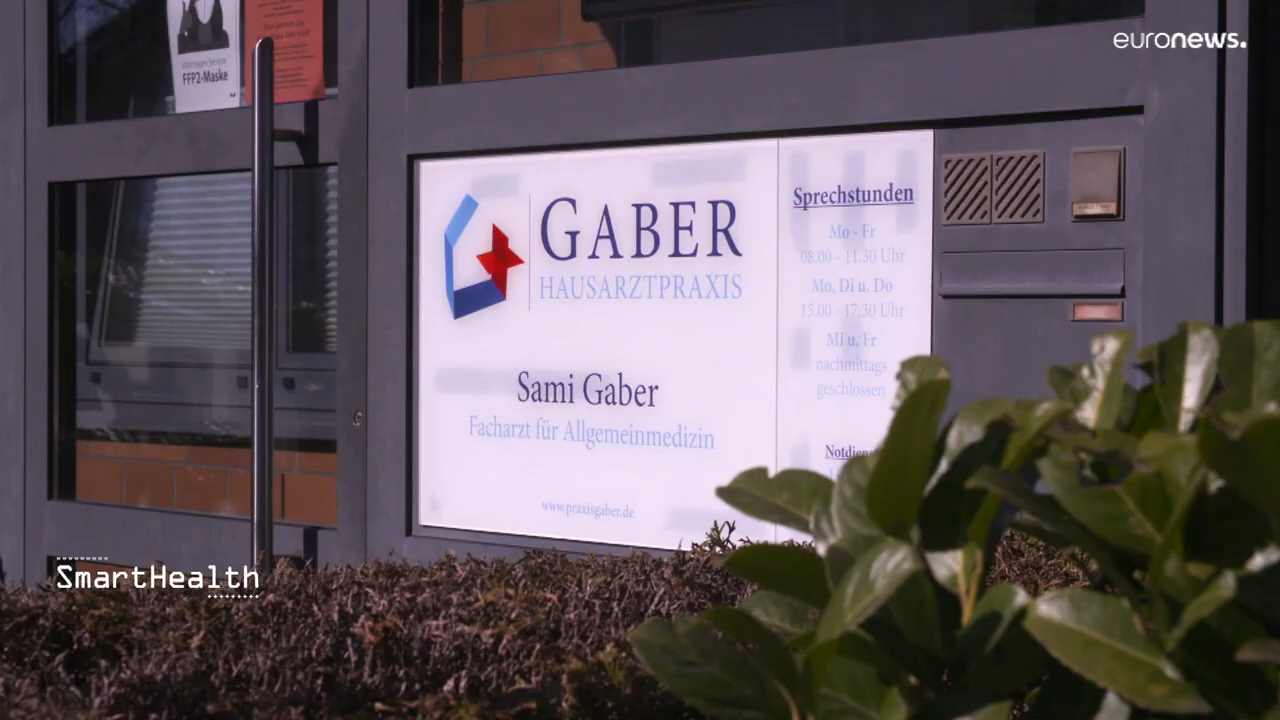 euronews.
FFP2-Maske
GABER
HAUSARZTPRAXIS
Sami Gaber
Facharzt für Allgemeinmedizin
www.praxisgaber.de
Sprechstunden
Mo - Fr
08.00 - 11.30 Uhr
Mo, Di u. Do
15.00 - 17.30 Uhr
Mi u. Fr
nachmittags
geschlossen
SmartHealth